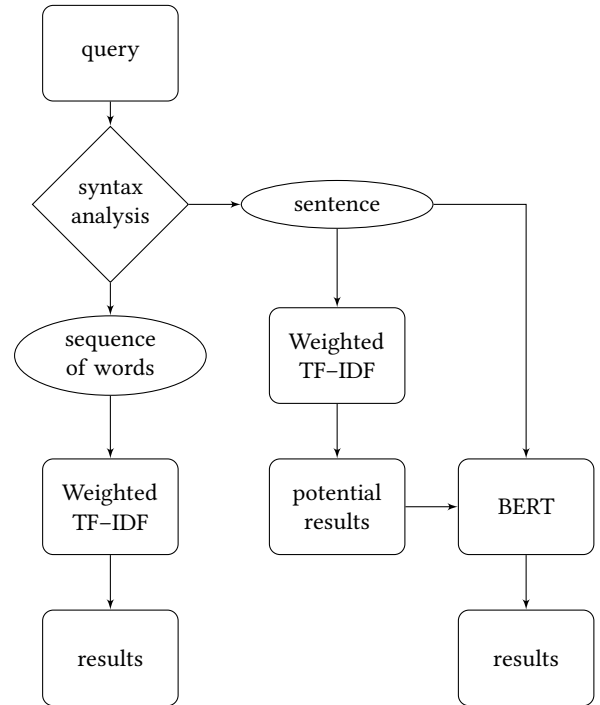 query
syntax
analysis
sentence
sequence
of words
Weighted
TF–IDF
Weighted
TF–IDF
potential
results
BERT
results
results